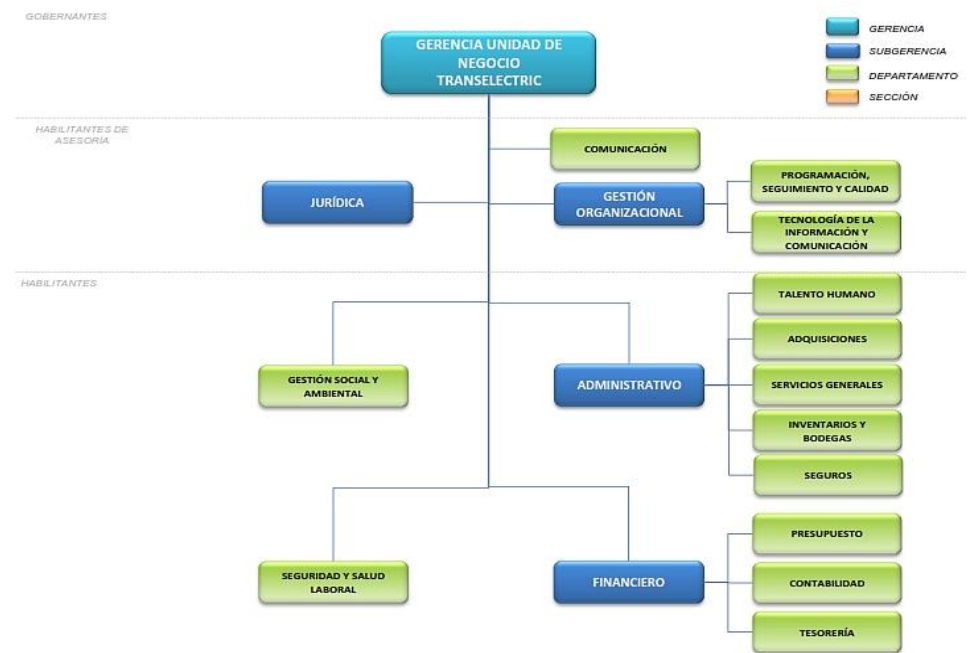 GOBERNANTES
GERENCIA UNIDAD DE
NEGOCIO
TRANSELECTRIC
GERENCIA
SUBGERENCIA
DEPARTAMENTO
SECCIÓN
HABILITANTES DE
ASESORÍA
COMUNICACIÓN
JURÍDICA
GESTIÓN
ORGANIZACIONAL
PROGRAMACIÓN,
SEGUIMIENTO Y CALIDAD
TECNOLOGÍA DE LA
INFORMACIÓN Y
COMUNICACIÓN
HABILITANTES
GESTIÓN SOCIAL Y
AMBIENTAL
ADMINISTRATIVO
TALENTO HUMANO
ADQUISICIONES
SERVICIOS GENERALES
INVENTARIOS Y
BODEGAS
SEGUROS
SEGURIDAD Y SALUD
LABORAL
FINANCIERO
PRESUPUESTO
CONTABILIDAD
TESORERÍA